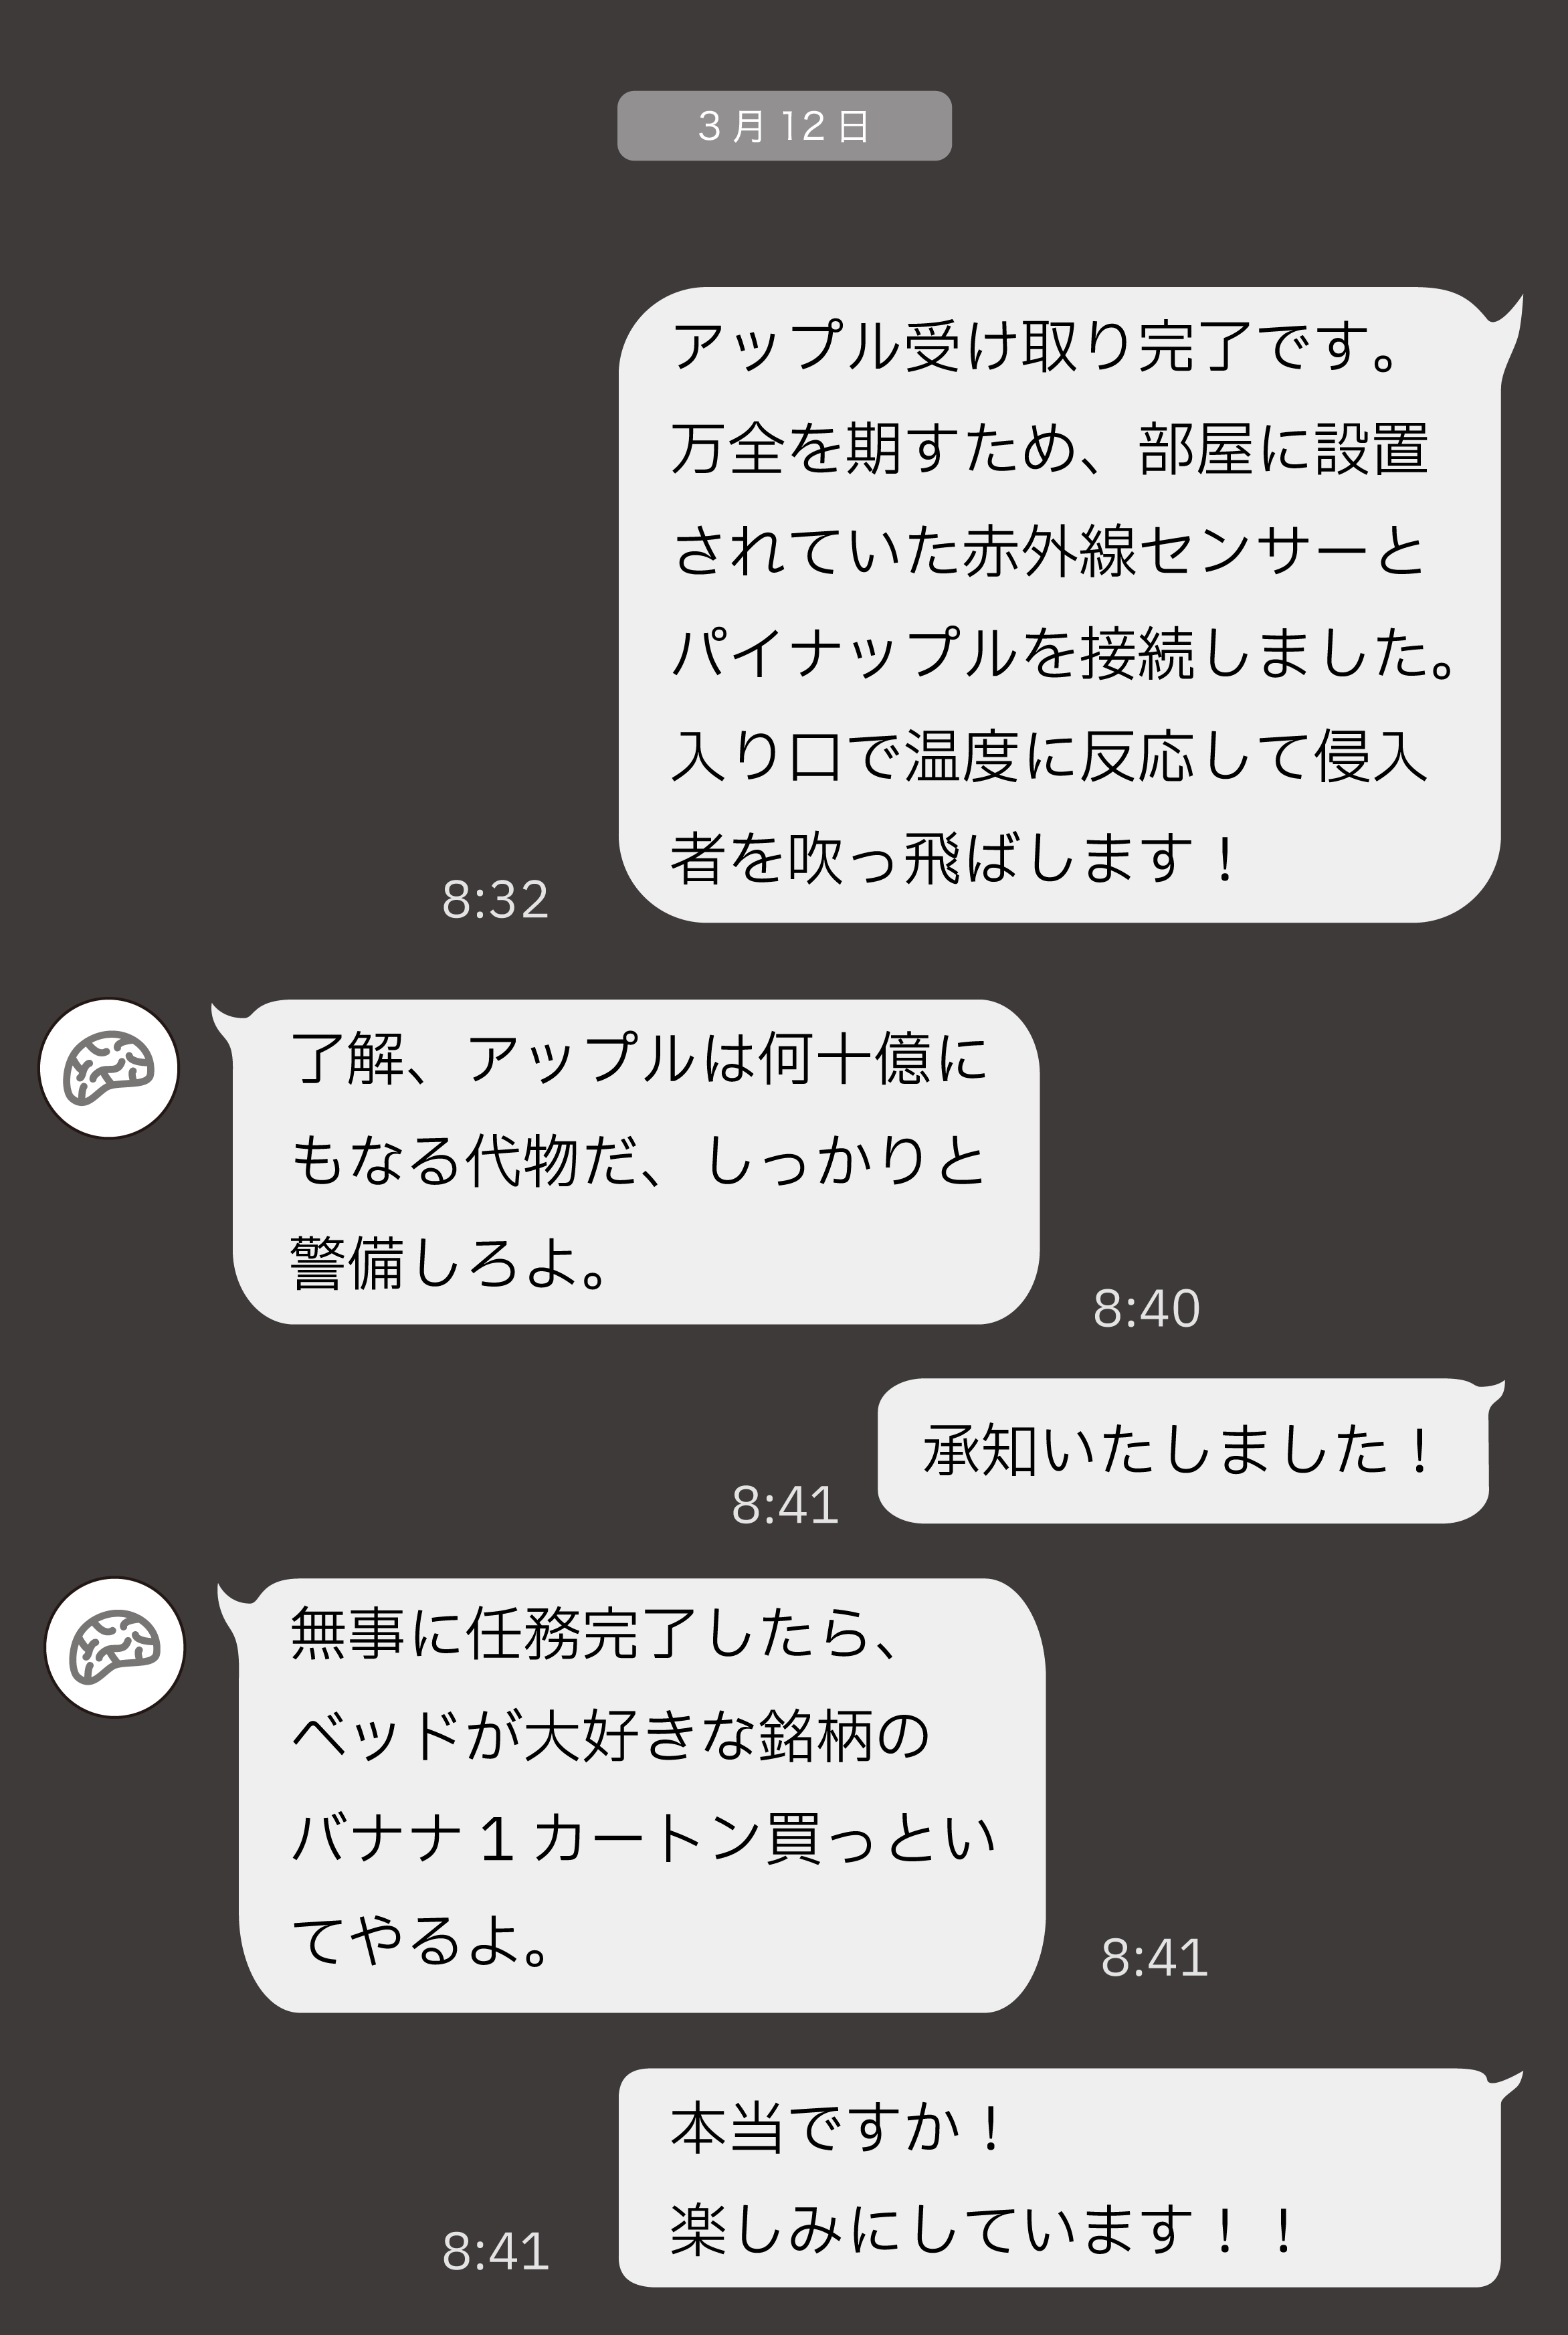 3月12日
アップル受け取り完了です。
万全を期すため、部屋に設置
されていた赤外線センサーと
パイナップルを接続しました。
入り口で温度に反応して侵入
者を吹っ飛ばします！
8:32
了解、アップルは何十億に
もなる代物だ、しっかりと
警備しろよ。
8:40
承知いたしました！
8:41
無事に任務完了したら、
ベッドが大好きな銘柄の
バナナ１カートン買っとい
てやるよ。
8:41
本当ですか！
楽しみにしています！！
8:41